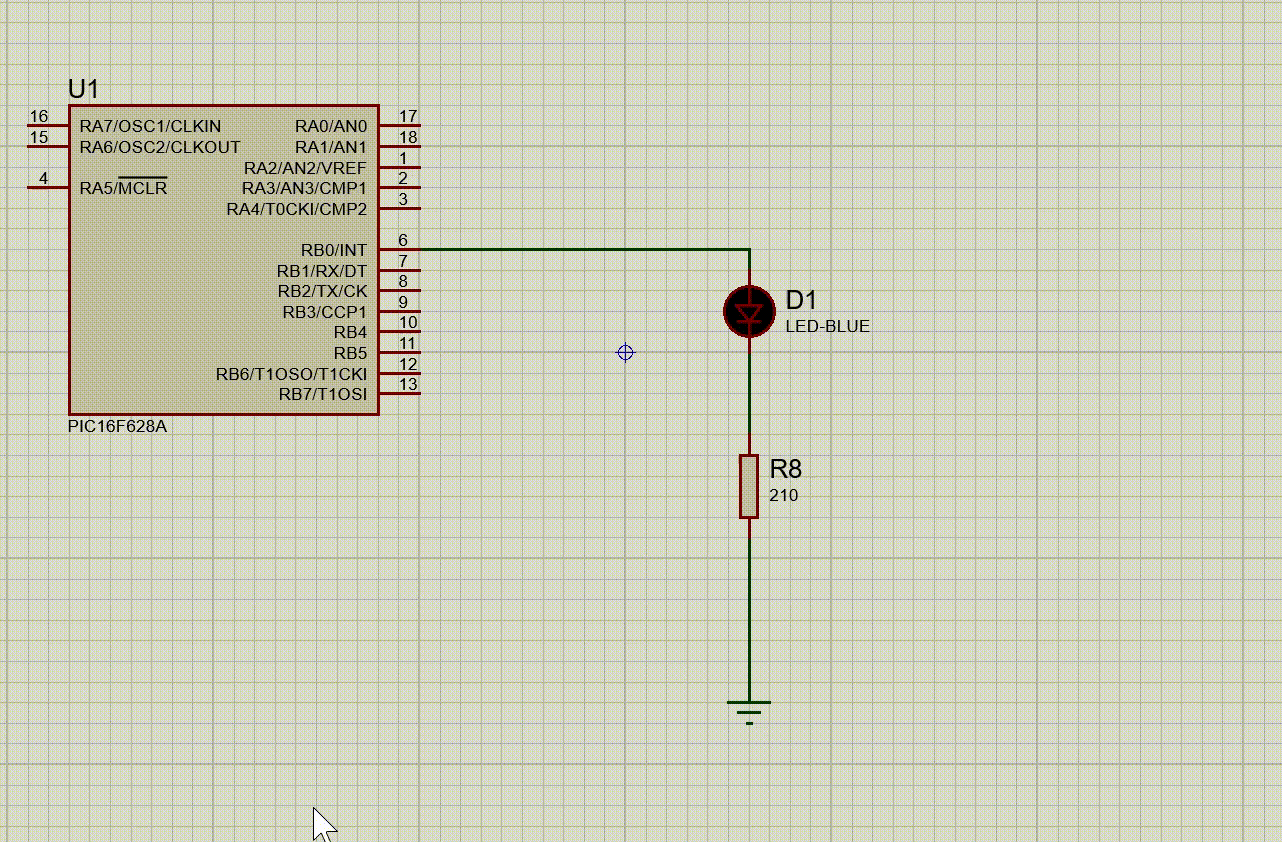 U1
16
RA7/OSC1/CLKIN
RA0/AN0
17
15
RA6/OSC2/CLKOUT
RA1/AN1
18
RA2/AN2/VREF
1
4
RA5/MCLR
RA3/AN3/CMP1
2
RA4/T0CKI/CMP2
3
RB0/INT
6
RB1/RX/DT
7
RB2/TX/CK
8
RB3/CCP1
9
RB4
10
RB5
11
RB6/T1OSO/T1CKI
12
RB7/T1OSI
13
PIC16F628A
D1
LED-BLUE
R8
210